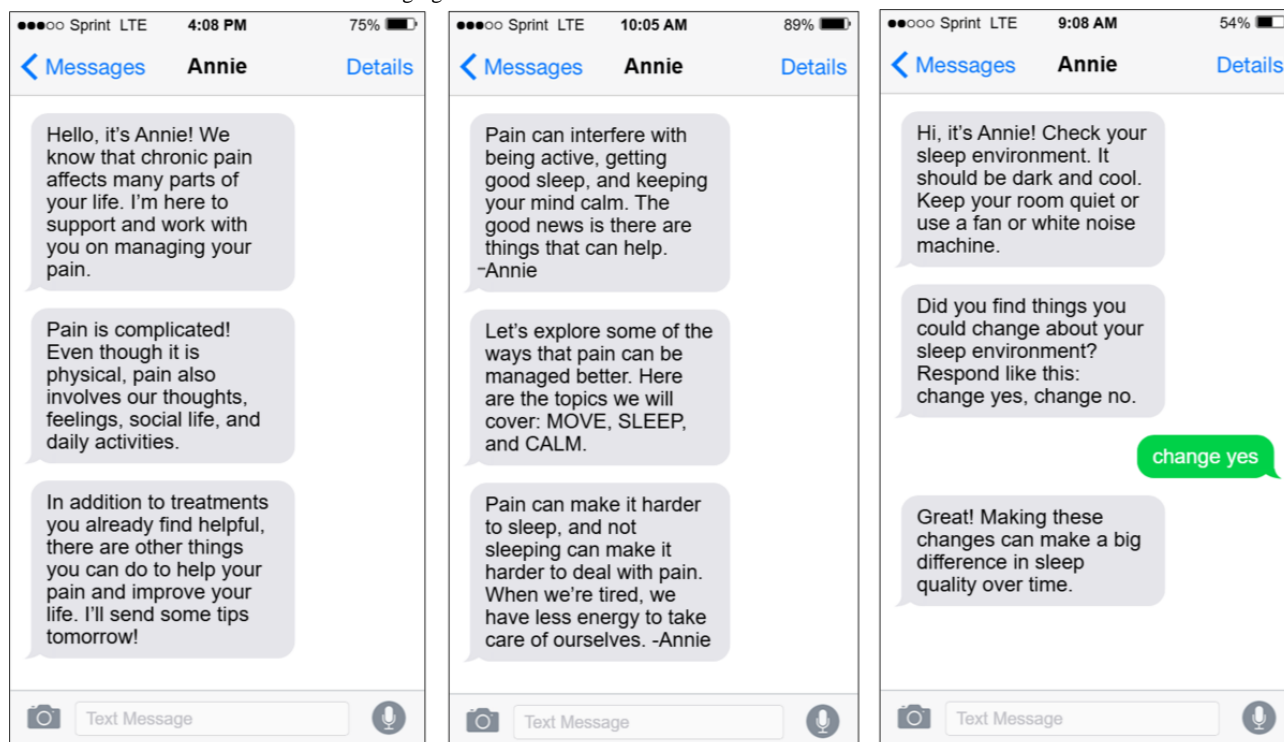 Sprint LTE 4:08 PM 75%
Messages Annie Details
Hello, it's Annie! We
know that chronic pain
affects many parts of
your life. I'm here to
support and work with
you on managing your
pain.
Pain is complicated!
Even though it is
physical, pain also
involves our thoughts,
feelings, social life, and
daily activities.
In addition to treatments
you already find helpful,
there are other things
you can do to help your
pain and improve your
life. I'll send some tips
tomorrow!
Text Message
Sprint LTE 10:05 AM 89%
Messages Annie Details
Pain can interfere with
being active, getting
good sleep, and keeping
your mind calm. The
good news is there are
things that can help.
-Annie
Let's explore some of the
ways that pain can be
managed better. Here
are the topics we will
cover: MOVE, SLEEP,
and CALM.
Pain can make it harder
to sleep, and not
sleeping can make it
harder to deal with pain.
When we're tired, we
have less energy to take
care of ourselves. -Annie
Text Message
Sprint LTE 9:08 AM 54%
Messages Annie Details
Hi, it's Annie! Check your
sleep environment. It
should be dark and cool.
Keep your room quiet or
use a fan or white noise
machine.
Did you find things you
could change about your
sleep environment?
Respond like this:
change yes, change no.
change yes
Great! Making these
changes can make a big
difference in sleep
quality over time.
Text Message